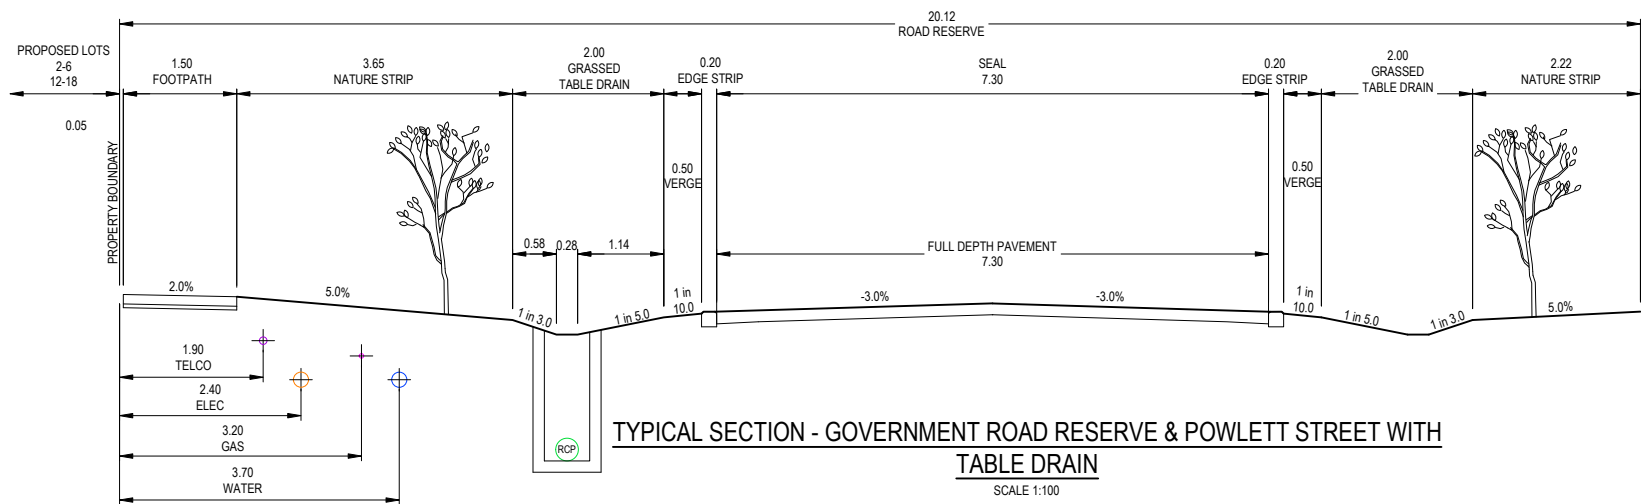 20.12
ROAD RESERVE
PROPOSED LOTS
2-6
12-18
1.50
FOOTPATH
3.65
NATURE STRIP
2.00
GRASSED
TABLE DRAIN
0.20
EDGE STRIP
SEAL
7.30
0.20
EDGE STRIP
2.00
GRASSED
TABLE DRAIN
2.22
NATURE STRIP
0.05
PROPERTY BOUNDARY
0.50
VERGE
0.50
VERGE
0.58
0.28
1.14
FULL DEPTH PAVEMENT
7.30
2.0%
5.0%
1 in 3.0
1 in 5.0
1 in
10.0
-3.0%
-3.0%
1 in
10.0
1 in 5.0
1 in 3.0
5.0%
1.90
TELCO
2.40
ELEC
3.20
GAS
3.70
WATER
RCP
TYPICAL SECTION - GOVERNMENT ROAD RESERVE & POWLETT STREET WITH
TABLE DRAIN
SCALE 1:100